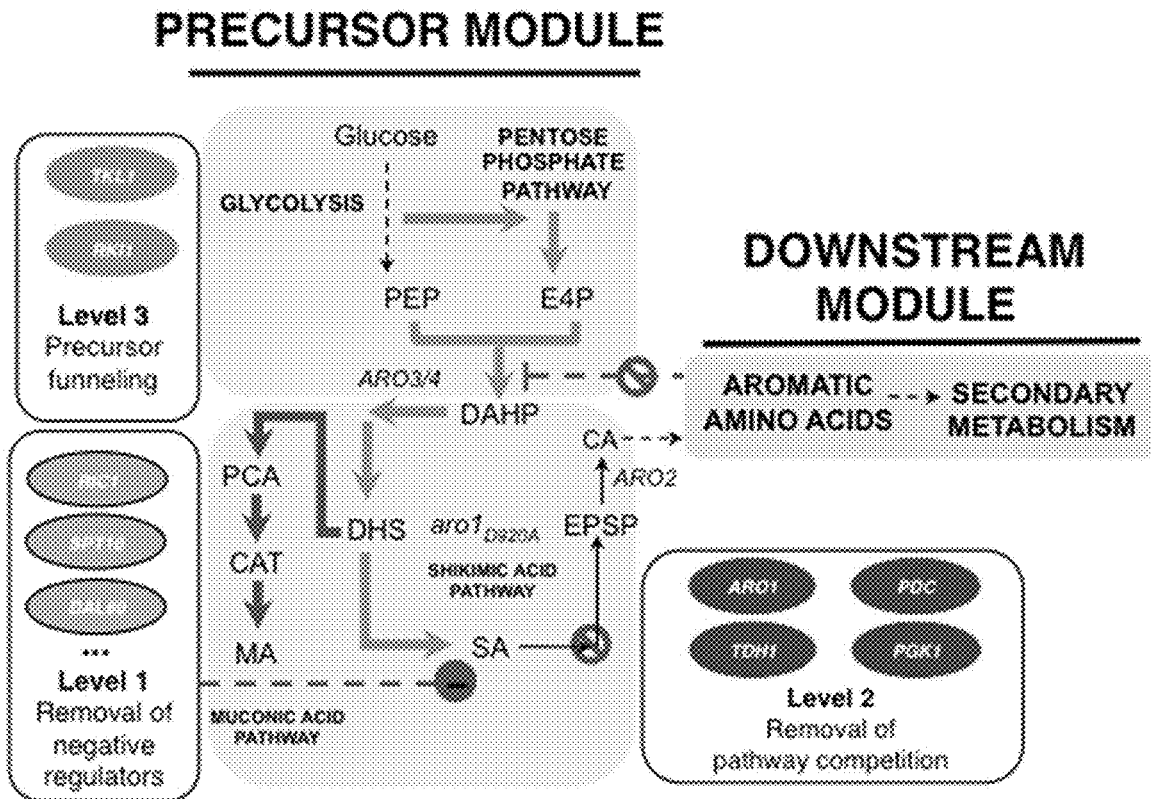 PRECURSOR MODULE
Glucose
PENTOSE
PHOSPHATE
PATHWAY
GLYCOLYSIS
PEP
E4P
Level 3
Precursor
funneling
ARO3/4
DAHP
DOWNSTREAM
MODULE
AROMATIC
AMINO ACIDS
SECONDARY
METABOLISM
CA
ARO2
EPSP
PCA
DHS
aro1D920A
CAT
SHIKIMIC ACID
PATHWAY
MA
SA
MUCONIC ACID
PATHWAY
...
Level 1
Removal of
negative
regulators
ARO1
PDC
TDH1
PGK1
Level 2
Removal of
pathway competition